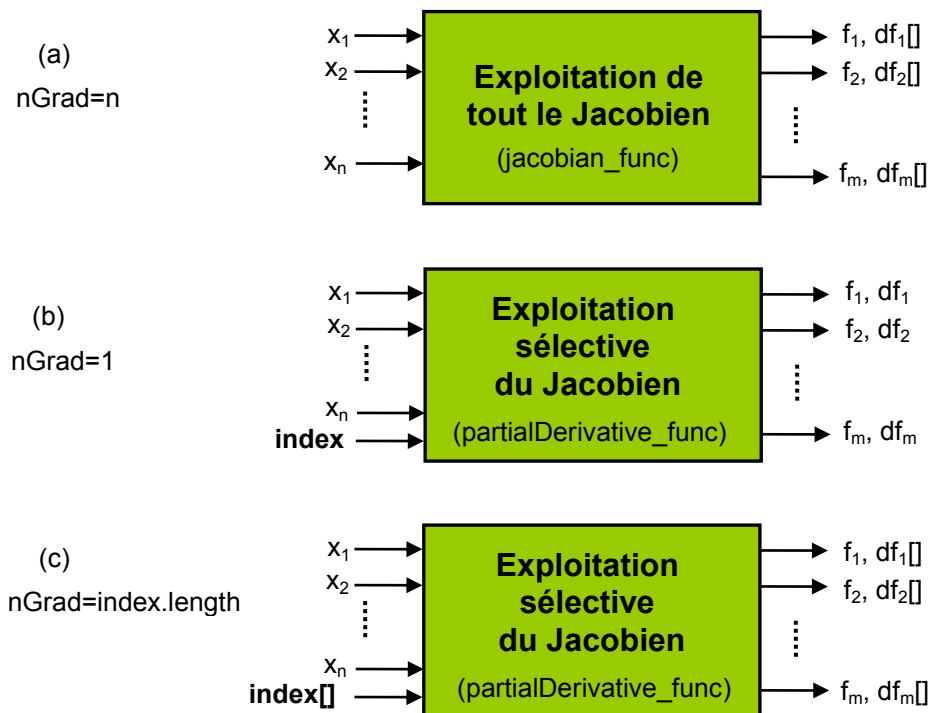 (a)
nGrad=n
x1
x2
xn
Exploitation de
tout le Jacobien
(jacobian_func)
f1, df1[]
f2, df2[]
fm, dfm[]
(b)
nGrad=1
x1
x2
xn
index
Exploitation
sélective
du Jacobien
(partialDerivative_func)
f1, df1
f2, df2
fm, dfm
(c)
nGrad=index.length
x1
x2
xn
index[]
Exploitation
sélective
du Jacobien
(partialDerivative_func)
f1, df1[]
f2, df2[]
fm, dfm[]